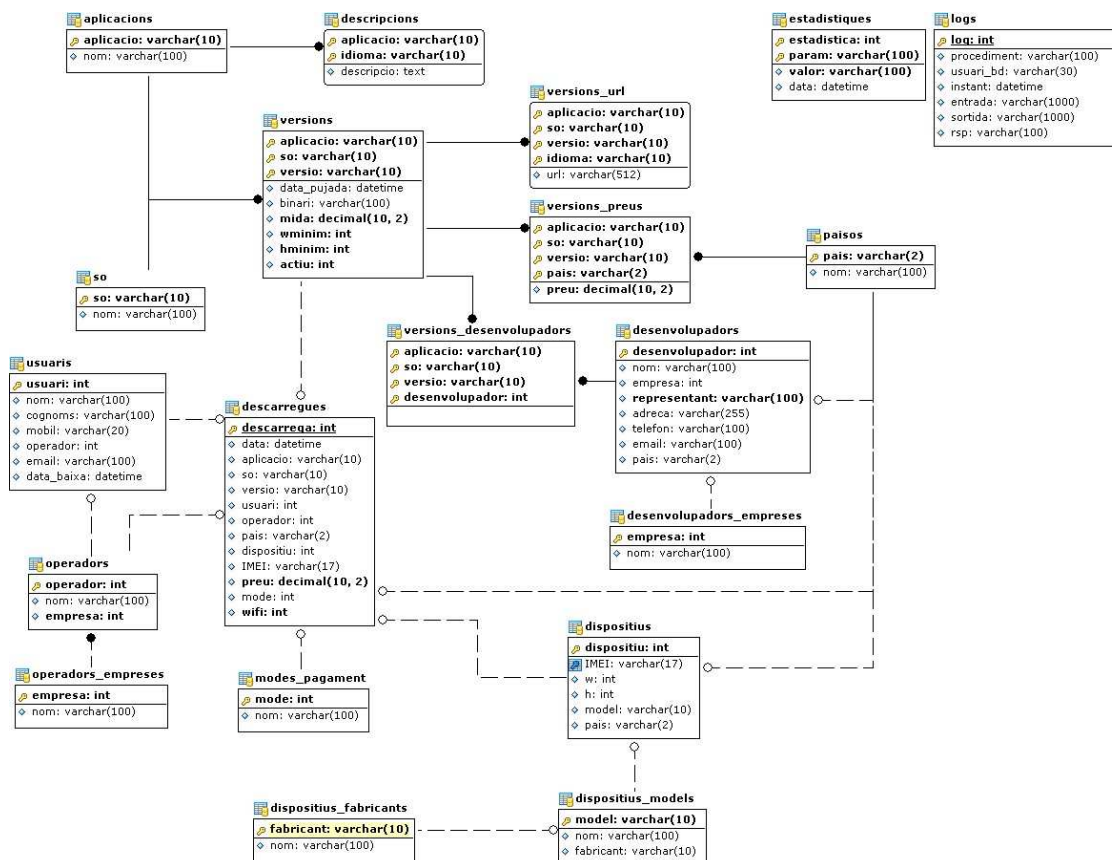 aplicacions
aplicacio: varchar(10)
nom: varchar(100)
descripcions
aplicacio: varchar(10)
idioma: varchar(10)
descripcio: text
estadistiques
estadistica: int
param: varchar(100)
valor: varchar(100)
data: datetime
logs
log: int
procediment: varchar(100)
usuari_bd: varchar(30)
instant: datetime
entrada: varchar(1000)
sortida: varchar(1000)
rsp: varchar(100)
versions
aplicacio: varchar(10)
so: varchar(10)
versio: varchar(10)
data_pujada: datetime
binari: varchar(100)
mida: decimal(10, 2)
wminim: int
hminim: int
actiu: int
versions_url
aplicacio: varchar(10)
so: varchar(10)
versio: varchar(10)
idioma: varchar(10)
url: varchar(512)
versions_preus
aplicacio: varchar(10)
so: varchar(10)
versio: varchar(10)
pais: varchar(2)
preu: decimal(10, 2)
paisos
pais: varchar(2)
nom: varchar(100)
so
so: varchar(10)
nom: varchar(100)
versions_desenvolupadors
aplicacio: varchar(10)
so: varchar(10)
versio: varchar(10)
desenvolupador: int
desenvolupadors
desenvolupador: int
nom: varchar(100)
empresa: int
representant: varchar(100)
adreca: varchar(255)
telefon: varchar(100)
email: varchar(100)
pais: varchar(2)
usuaris
usuari: int
nom: varchar(100)
cognoms: varchar(100)
mobil: varchar(20)
operador: int
email: varchar(100)
data_baixa: datetime
descarregues
descarrega: int
data: datetime
aplicacio: varchar(10)
so: varchar(10)
versio: varchar(10)
usuari: int
operador: int
pais: varchar(2)
dispositiu: int
IMEI: varchar(17)
preu: decimal(10, 2)
mode: int
wifi: int
desenvolupadors_empreses
empresa: int
nom: varchar(100)
operadors
operador: int
nom: varchar(100)
empresa: int
dispositius
dispositiu: int
IMEI: varchar(17)
w: int
h: int
model: varchar(10)
pais: varchar(2)
operadors_empreses
empresa: int
nom: varchar(100)
modes_pagament
mode: int
nom: varchar(100)
dispositius_fabricants
fabricant: varchar(10)
nom: varchar(100)
dispositius_models
model: varchar(10)
nom: varchar(100)
fabricant: varchar(10)